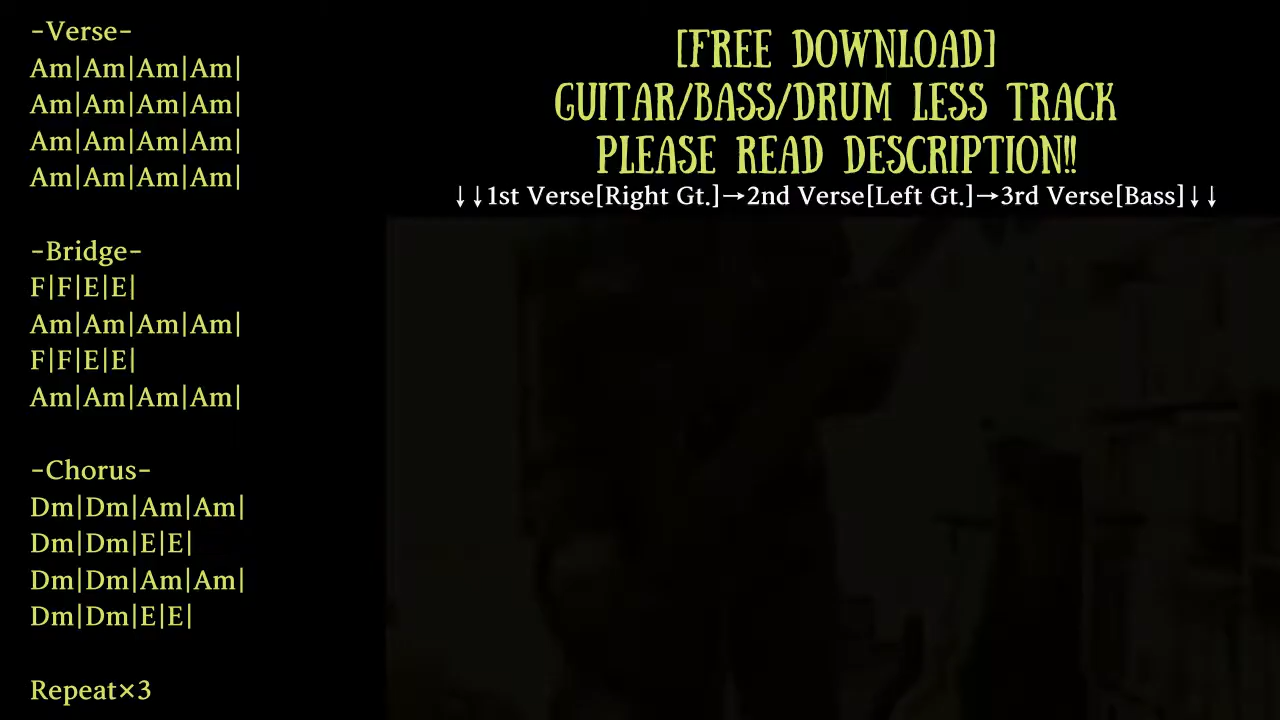 -Verse-
Am|Am|Am|Am|
Am|Am|Am|Am|
Am|Am|Am|Am|
Am|Am|Am|Am|
-Bridge-
F|F|E|E|
Am|Am|Am|Am|
F|F|E|E|
Am|Am|Am|Am|
-Chorus-
Dm|Dm|Am|Am|
Dm|Dm|E|E|
Dm|Dm|Am|Am|
Dm|Dm|E|E|
Repeat×3
[FREE DOWNLOAD]
GUITAR/BASS/DRUM LESS TRACK
PLEASE READ DESCRIPTION!!
↓↓1st Verse[Right Gt.]→2nd Verse[Left Gt.]→3rd Verse[Bass]↓↓